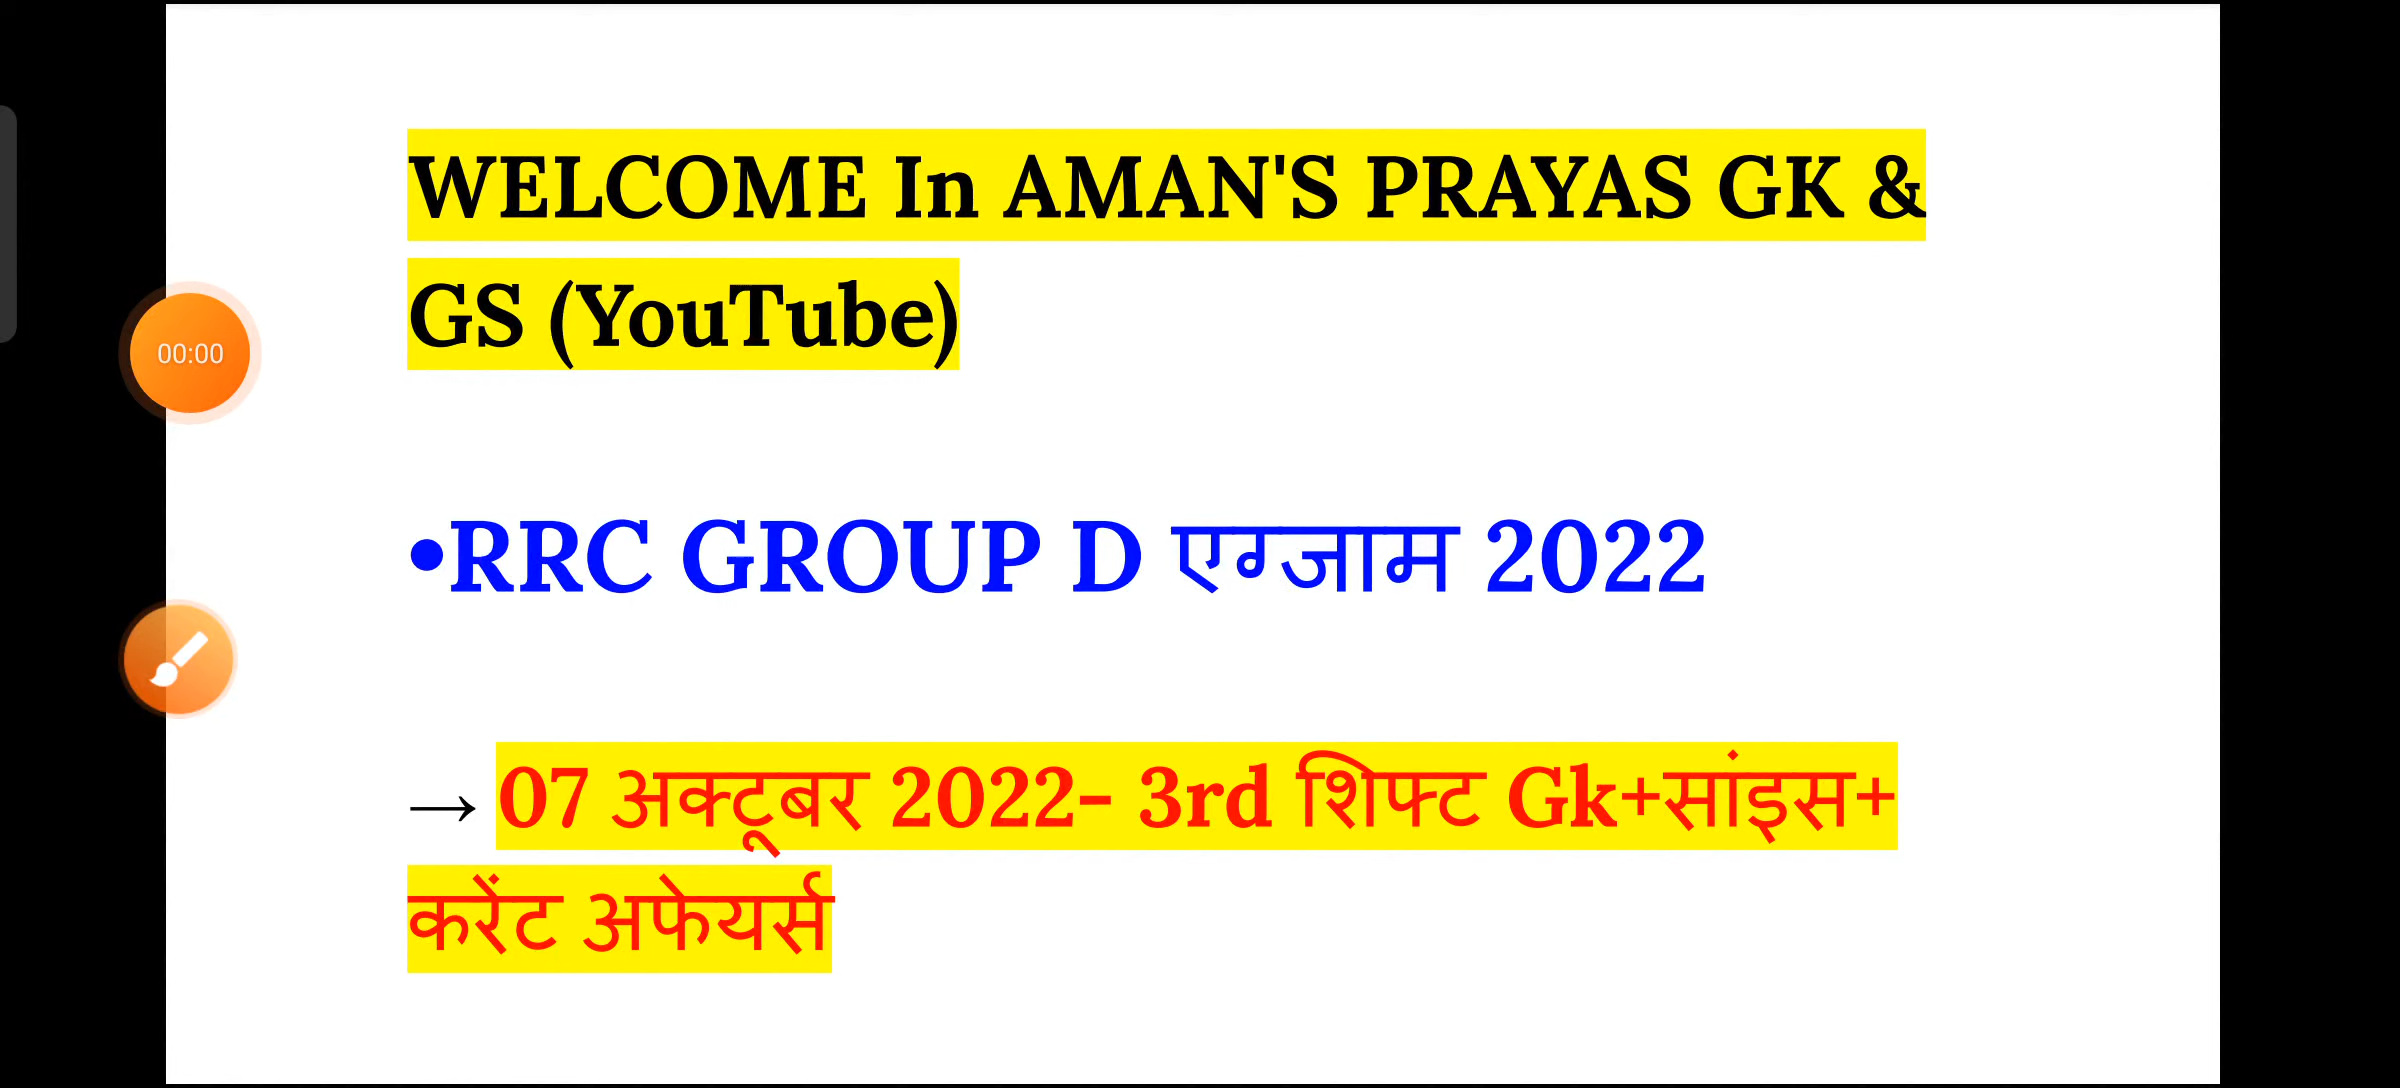 WELCOME In AMAN'S PRAYAS GK &
GS (YouTube)
00:00
•RRC GROUP D एग्जाम 2022
→ 07 अक्टूबर 2022- 3rd शिफ्ट Gk+सांइस+
करेंट अफेयर्स